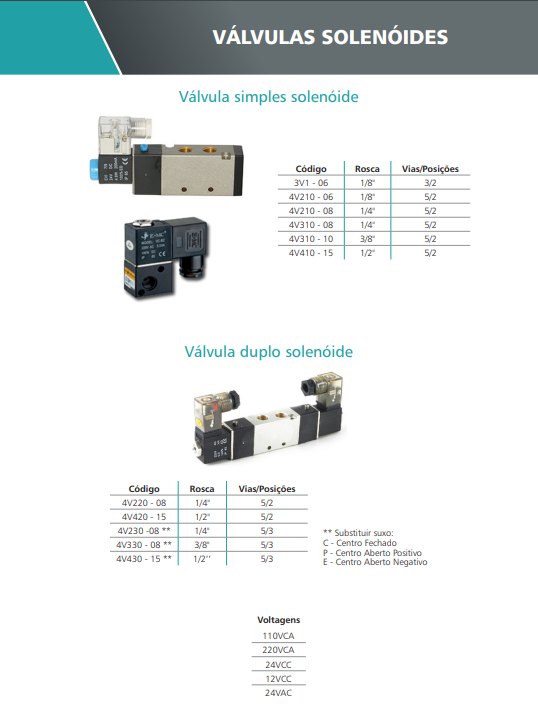 VÁLVULAS SOLENÓIDES
Válvula simples solenóide
Código Rosca Vias/Posições
3V1 - 06 1/8" 3/2
4V210 - 06 1/8" 5/2
4V210 - 08 1/4" 5/2
4V310 - 08 1/4" 5/2
4V310 - 10 3/8" 5/2
4V410 - 15 1/2" 5/2
Válvula duplo solenóide
Código Rosca Vias/Posições
4V220 - 08 1/4" 5/2
4V420 - 15 1/2" 5/2
4V230 -08 ** 1/4" 5/3
4V330 - 08 ** 3/8" 5/3
4V430 - 15 ** 1/2’’ 5/3
** Substituir suxo:
C - Centro Fechado
P - Centro Aberto Positivo
E - Centro Aberto Negativo
Voltagens
110VCA
220VCA
24VCC
12VCC
24VAC